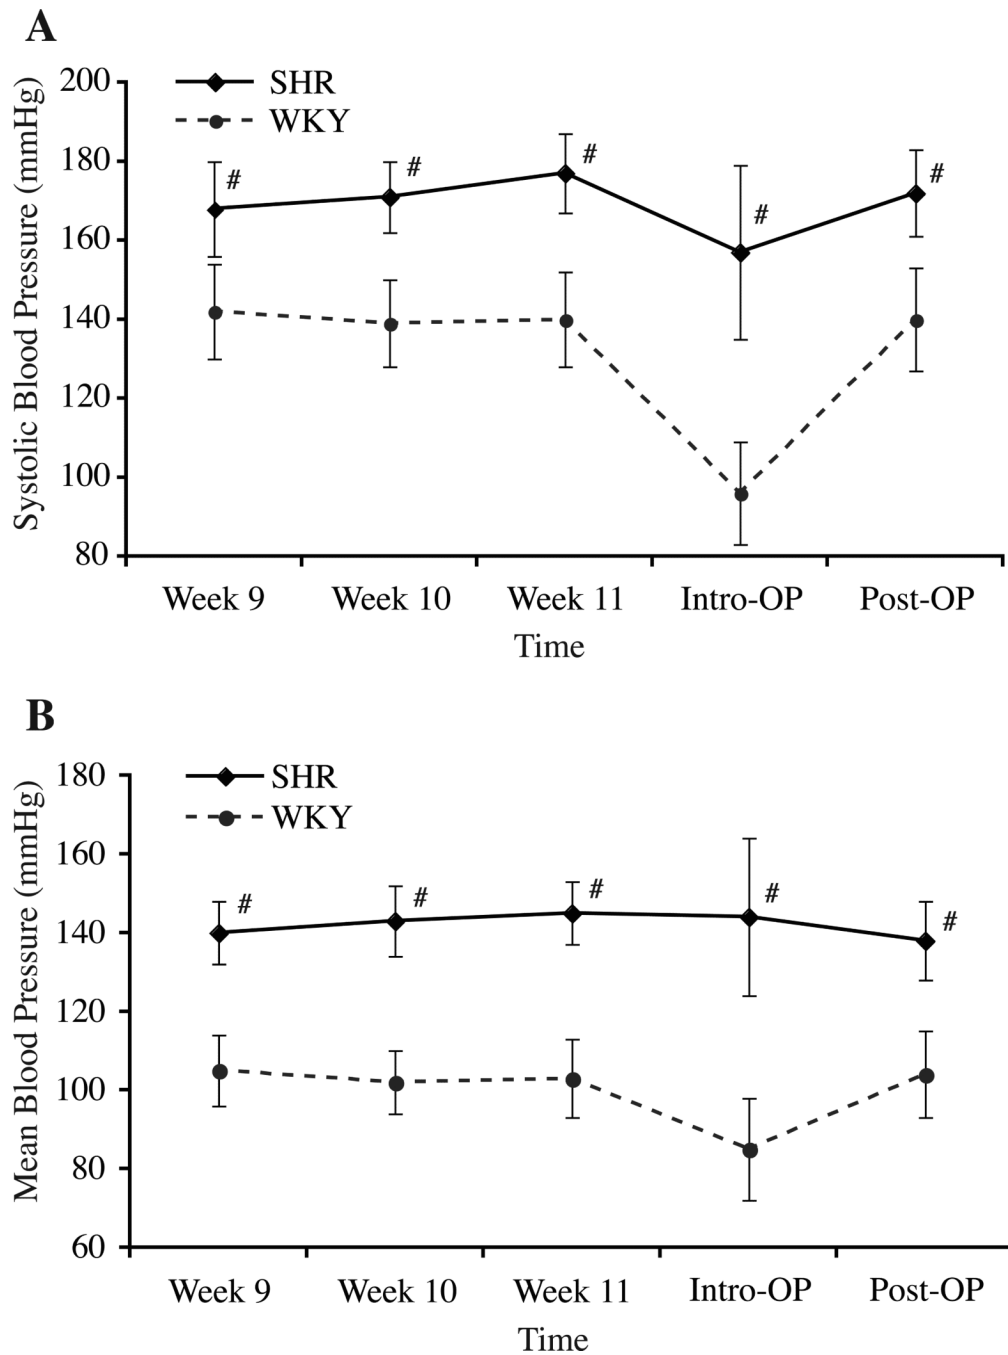 A
Systolic Blood Pressure (mmHg)
SHR
WKY
200
180
160
140
120
100
80
#
#
#
#
#
Week 9 Week 10 Week 11 Intro-OP Post-OP
Time
B
Mean Blood Pressure (mmHg)
SHR
WKY
180
160
140
120
100
80
60
#
#
#
#
#
Week 9 Week 10 Week 11 Intro-OP Post-OP
Time